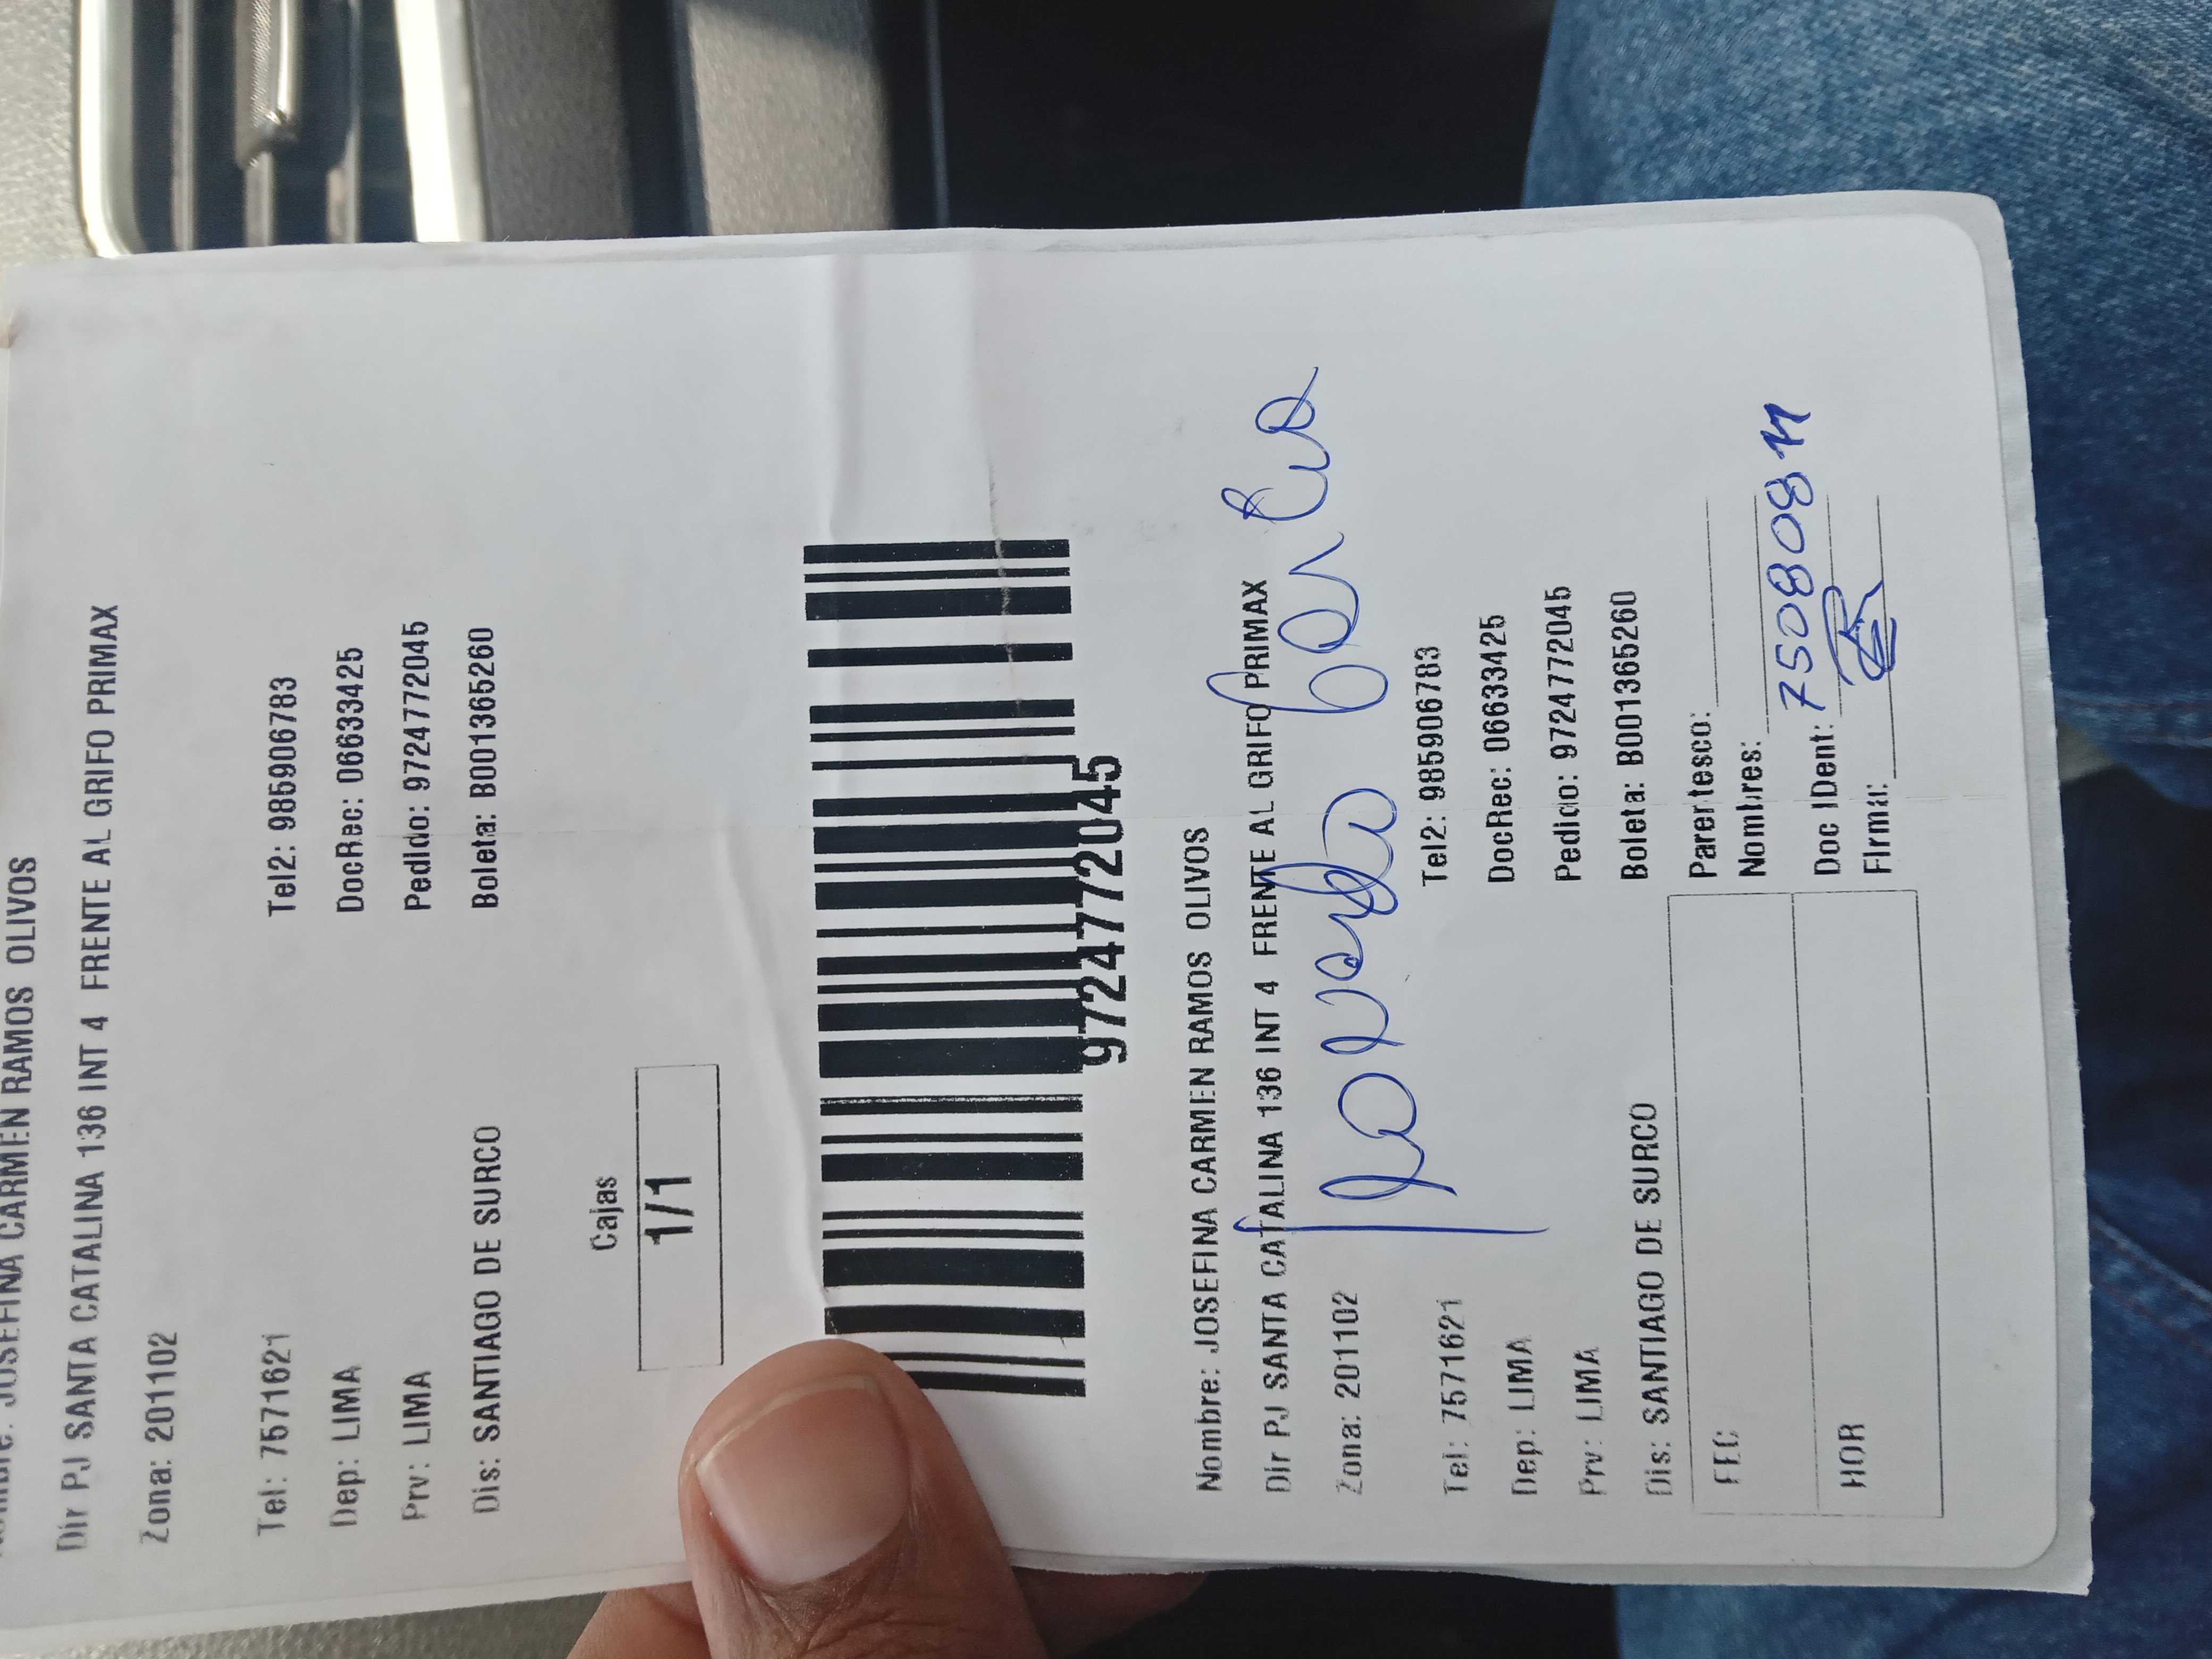 JOSEFINA CARMEN RAMOS OLIVOS
Dir PJ SANTA CATALINA 136 INT 4 FRENTE AL GRIFO PRIMAX
Zona: 201102
Tel: 7571621 Tel2: 985906783
Dep: LIMA DocRec: 06633425
Prv: LIMA Pedido: 9724772045
Dis: SANTIAGO DE SURCO Boleta: B001365260
Cajas
1/1
9724772045
Nombre: JOSEFINA CARMEN RAMOS OLIVOS
Dir PJ SANTA CATALINA 136 INT 4 FRENTE AL GRIFO PRIMAX
Zona: 201102
Tel: 7571621 Tel2: 985906783
Dep: LIMA DocRec: 06633425
Prv: LIMA Pedido: 9724772045
Dis: SANTIAGO DE SURCO Boleta: B001365260
FEC Parentesco:
Nombres:
HOR Doc IDent: 75080811
Firma: